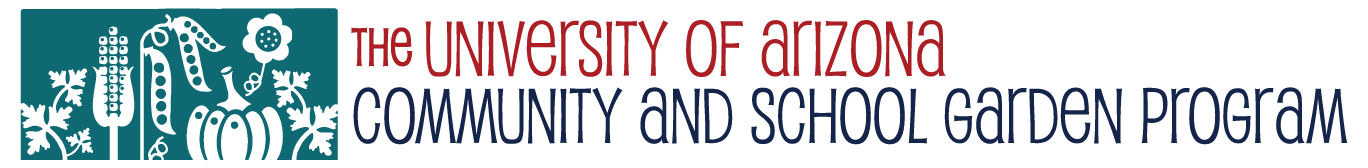 THE UNIVERSITY OF ARIZONA
COMMUNITY AND SCHOOL GARDEN PROGRAM